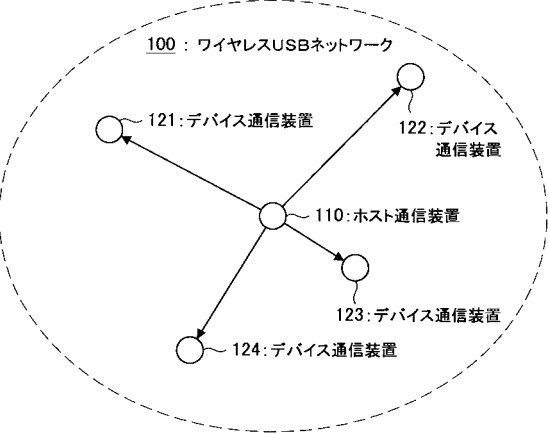 100 : ワイヤレスUSBネットワーク
121:デバイス通信装置
122:デバイス
通信装置
110:ホスト通信装置
123:デバイス通信装置
124:デバイス通信装置